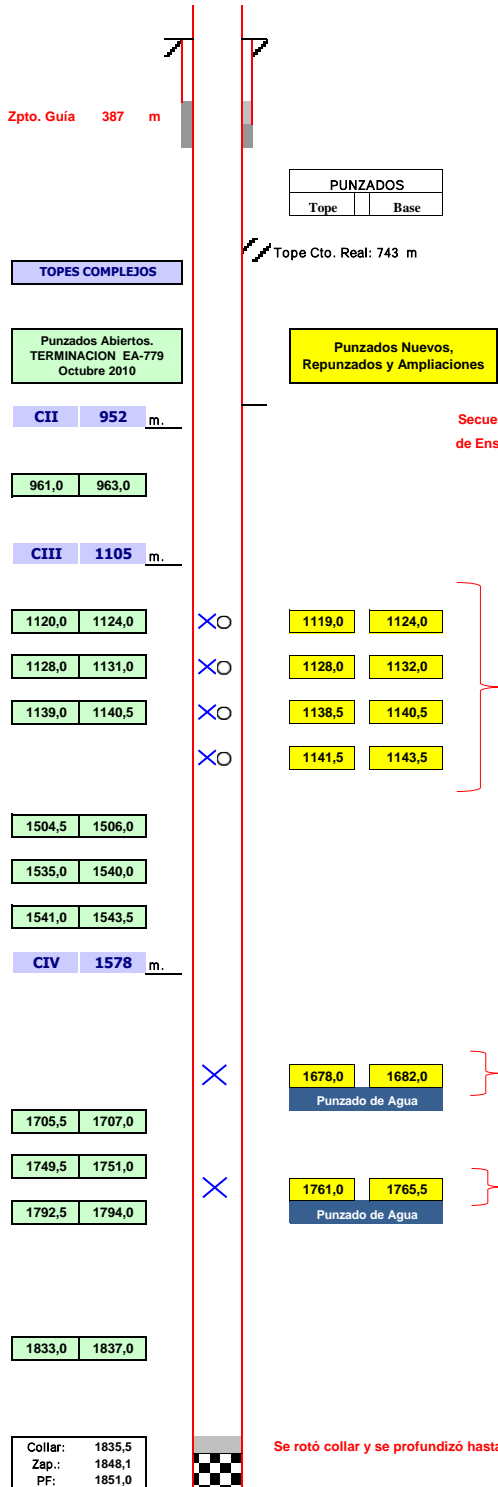 Zpto. Guía 387 m
PUNZADOS
Tope Base
Tope Cto. Real: 743 m
TOPES COMPLEJOS
Punzados Abiertos.
TERMINACION EA-779
Octubre 2010
Punzados Nuevos,
Repunzados y Ampliaciones
CII 952 m.
Secue
de Ens
961,0 963,0
CIII 1105 m.
1120,0 1124,0 1119,0 1124,0
1128,0 1131,0 1128,0 1132,0
1139,0 1140,5 1138,5 1140,5
1141,5 1143,5
1504,5 1506,0
1535,0 1540,0
1541,0 1543,5
CIV 1578 m.
1678,0 1682,0
Punzado de Agua
1705,5 1707,0
1749,5 1751,0
1761,0 1765,5
1792,5 1794,0
Punzado de Agua
1833,0 1837,0
Collar: 1835,5
Se rotó collar y se profundizó hasta
Zap.: 1848,1
PF: 1851,0